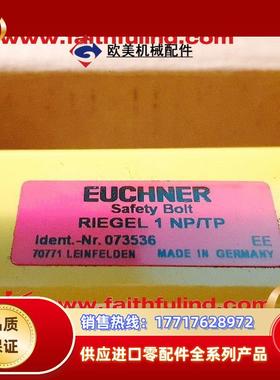 www.faithfulind.com
欧美机械配件
EUCHNER
Safety Bolt
RIEGEL 1 NP/TP
Ident.-Nr. 073536 EE
70771 LEINFELDEN MADE IN GERMANY
品质
保证
销售热线:17717628972
供应进口零配件全系列产品
www.faithfulind.com